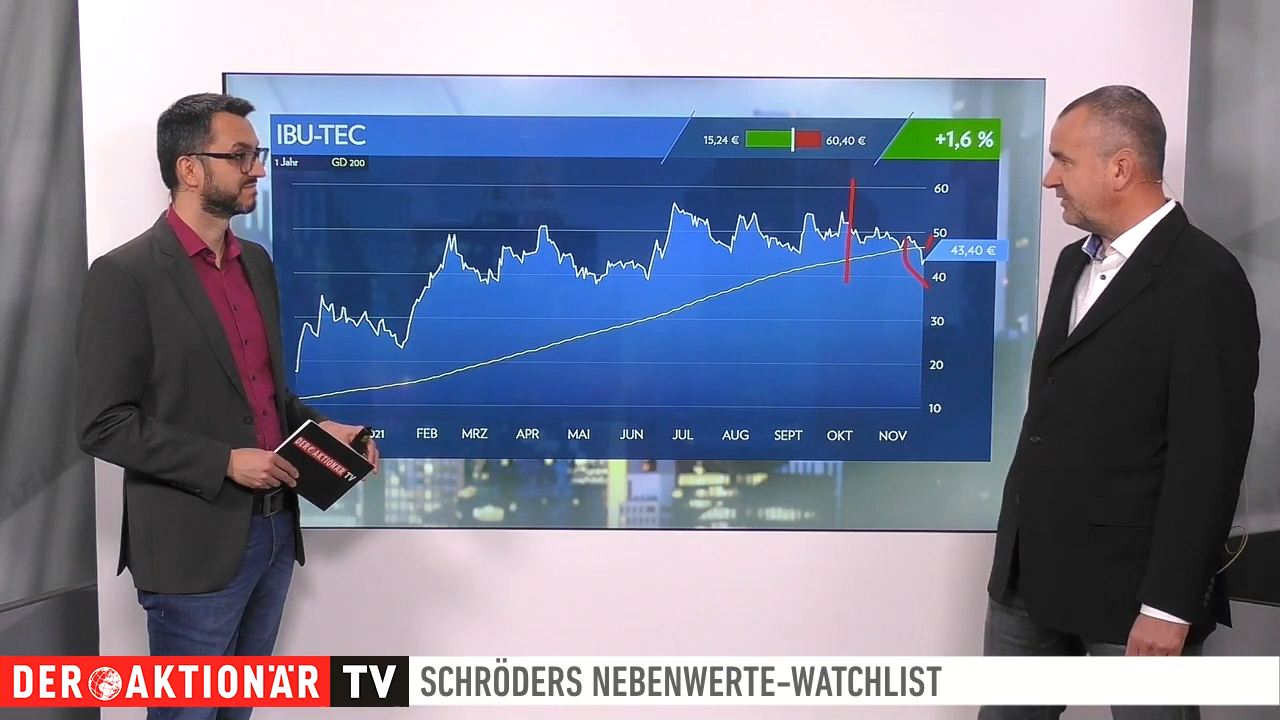 IBU-TEC
15,24 €
60,40 €
+1,6 %
1 Jahr
GD 200
60
50
43,40 €
40
30
20
10
021 FEB MRZ APR MAI JUN JUL AUG SEPT OKT NOV
DER AKTIONÄR TV
DER AKTIONÄR TV
SCHRÖDERS NEBENWERTE-WATCHLIST